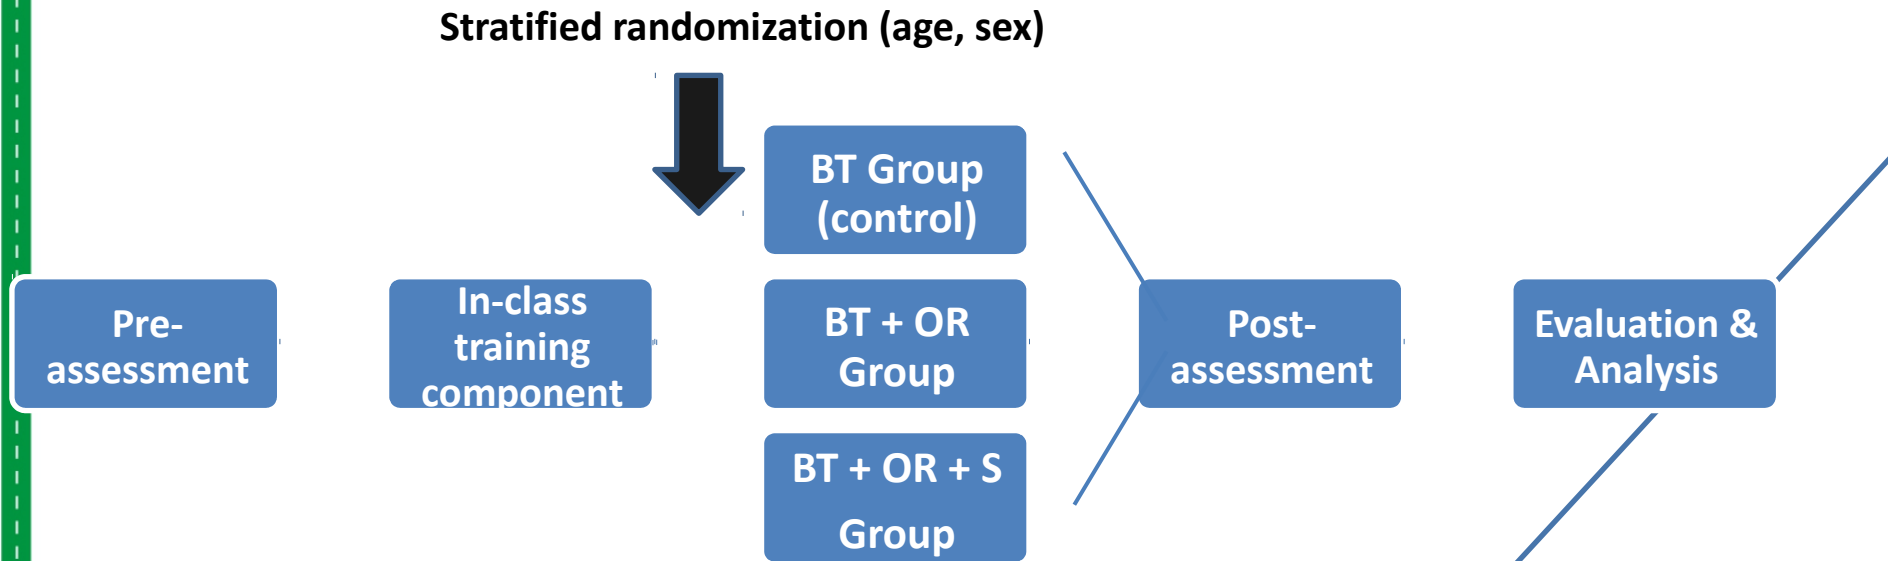 Stratified randomization (age, sex)
Pre-
assessment
In-class
training
component
BT Group
(control)
BT + OR
Group
BT + OR + S
Group
Post-
assessment
Evaluation &
Analysis